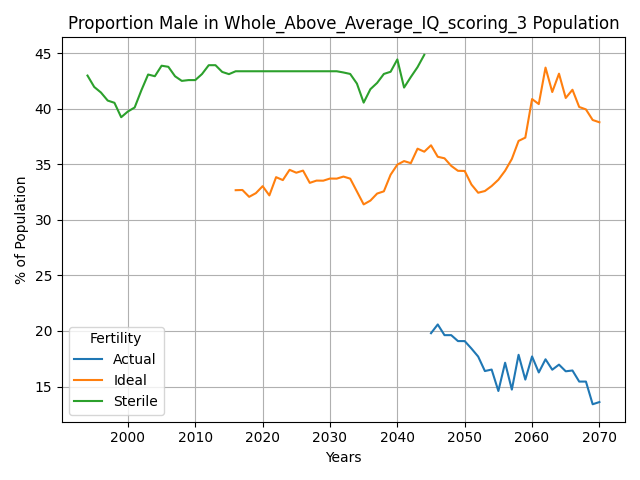 Proportion Male in Whole_Above_Average_IQ_scoring_3 Population
% of Population
45
40
35
30
25
20
15
Fertility
Actual
Ideal
Sterile
2000 2010 2020 2030 2040 2050 2060 2070
Years